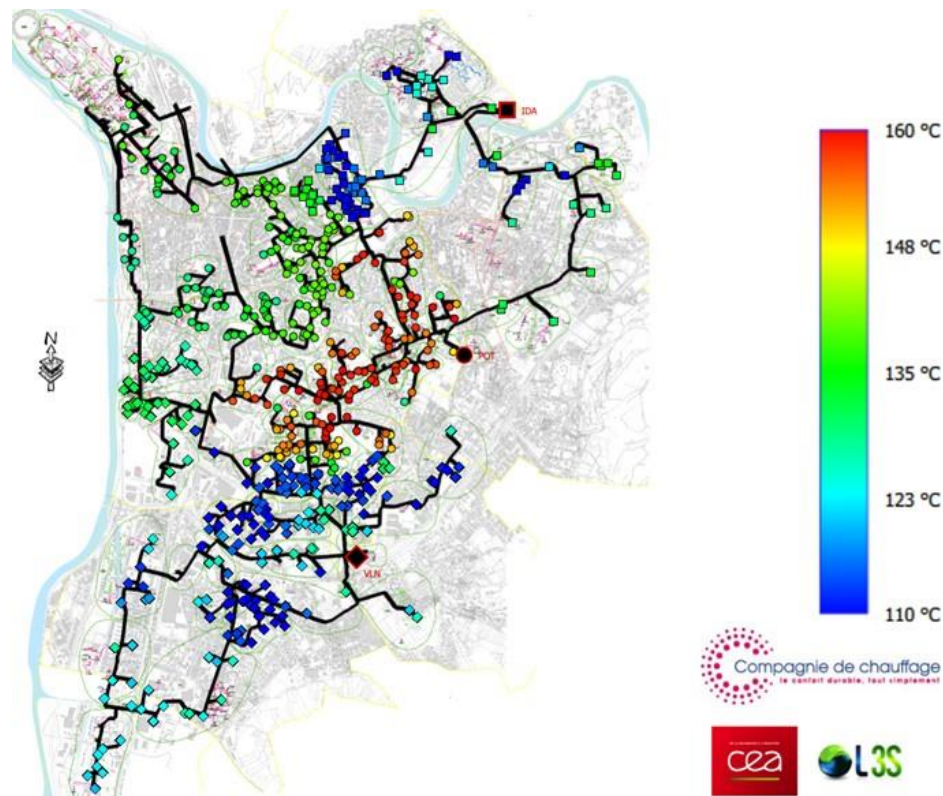 IDA
160 °C
148 °C
N
135 °C
POT
123 °C
VLN
110 °C
Compagnie de chauffage
le confort durable, tout simplement
cea
L3S